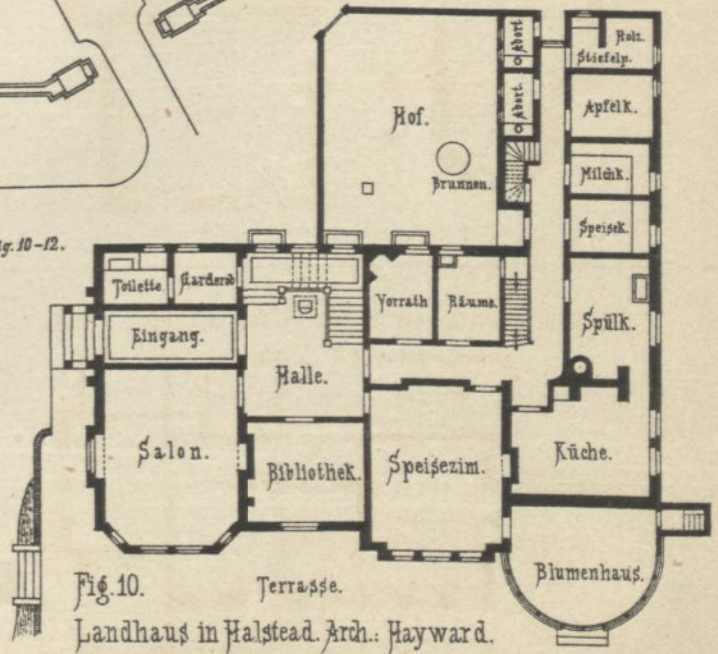 Abort
Holz.
Stiefelp.
Abort.
Apfelk.
Hof.
Brunnen.
Milchk.
Speisek.
ig. 10-12.
Toilette.
Garderob
Vorrath
Räume.
Eingang.
Spülk.
Halle.
Salon.
Bibliothek.
Speisezim.
Küche.
Blumenhaus.
Fig. 10.
Terrasse.
Landhaus in Halstead. Arch.: Hayward.